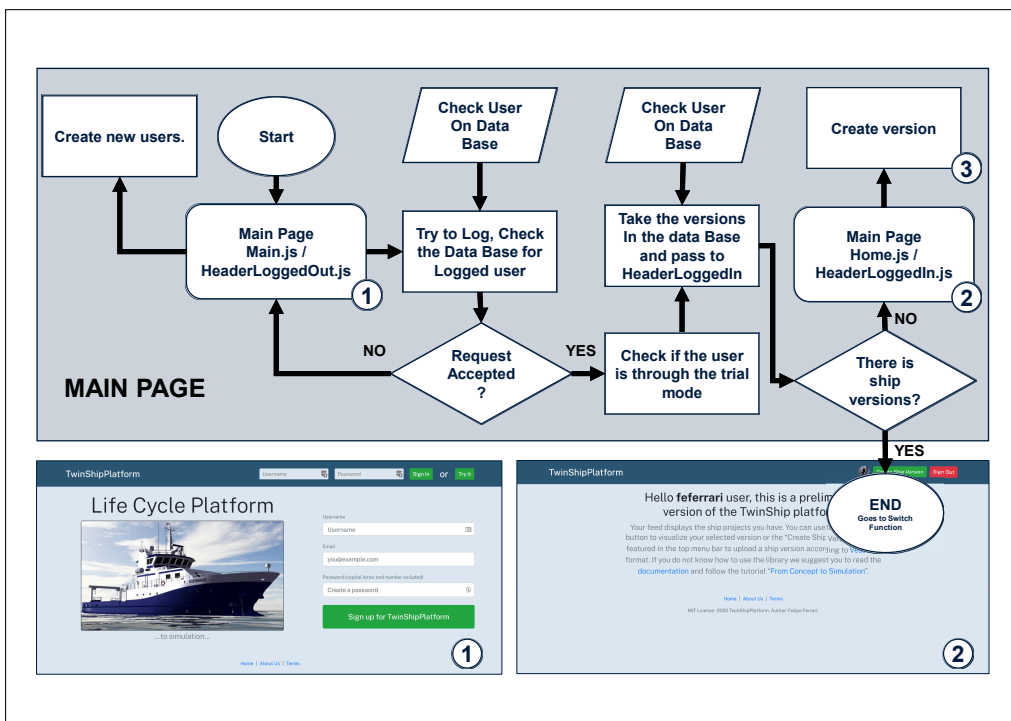 Create new users.
Start
Check User
On Data
Base
Check User
On Data
Base
Create version
3
Main Page
Main.js /
HeaderLoggedOut.js
1
Try to Log, Check
the Data Base for
Logged user
Take the versions
In the data Base
and pass to
HeaderLoggedIn
Main Page
Home.js /
HeaderLoggedIn.js
2
NO
Request
Accepted
?
YES
Check if the user
is through the trial
mode
NO
There is
ship
versions?
YES
MAIN PAGE
TwinShipPlatform
Username
Password
Sign In
or
Try It
Life Cycle Platform
...to simulation...
Username
Username
Email
you@example.com
Password (capital letter and number included)
Create a password
Sign up for TwinShipPlatform
Home | About Us | Terms
1
TwinShipPlatform
Ship Version
Sign Out
END
Goes to Switch
Function
Hello feferrari user, this is a
version of the TwinShip
Your feed displays the ship projects you have. You can use
button to visualize your selected version or the "Create Ship
featured in the top menu bar to upload a ship version according to
format. If you do not know how to use the library we suggest you to read the
documentation and follow the tutorial "From Concept to Simulation".
Home | About Us | Terms
MIT License- 2020 TwinShipPlatform. Author: Felipe Ferrari.
2